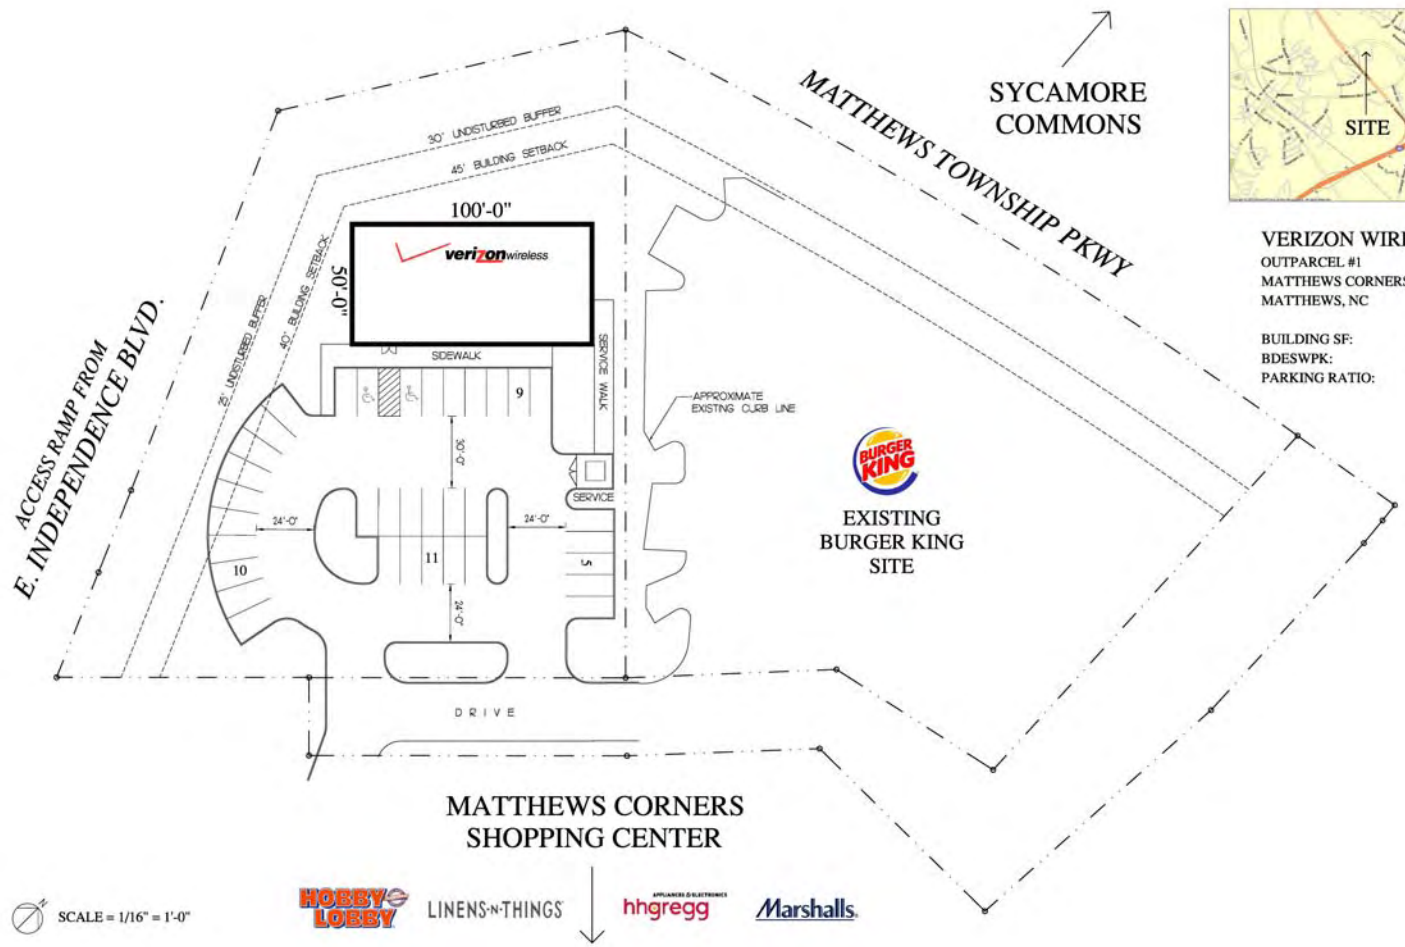 SYCAMORE
COMMONS
MATTHEWS TOWNSHIP PKWY
SITE
30' UNDISTURBED BUFFER
45' BUILDING SETBACK
100'-0"
verizonwireless
50'-0"
40' BUILDING SETBACK
25' UNDISTURBED BUFFER
ACCESS RAMP FROM
E. INDEPENDENCE BLVD.
VERIZON WIRE
OUTPARCEL #1
MATTHEWS CORNERS
MATTHEWS, NC
BUILDING SF:
BDESWPK:
PARKING RATIO:
SIDEWALK
SERVICE WALK
9
APPROXIMATE
EXISTING CURB LINE
30'-0"
BURGER
KING
SERVICE
24'-0"
24'-0"
EXISTING
BURGER KING
SITE
10
11
5
24'-0"
DRIVE
MATTHEWS CORNERS
SHOPPING CENTER
N
SCALE = 1/16" = 1'-0"
HOBBY
LOBBY
LINENS-N-THINGS
APPLIANCES & ELECTRONICS
hhgregg
Marshalls.